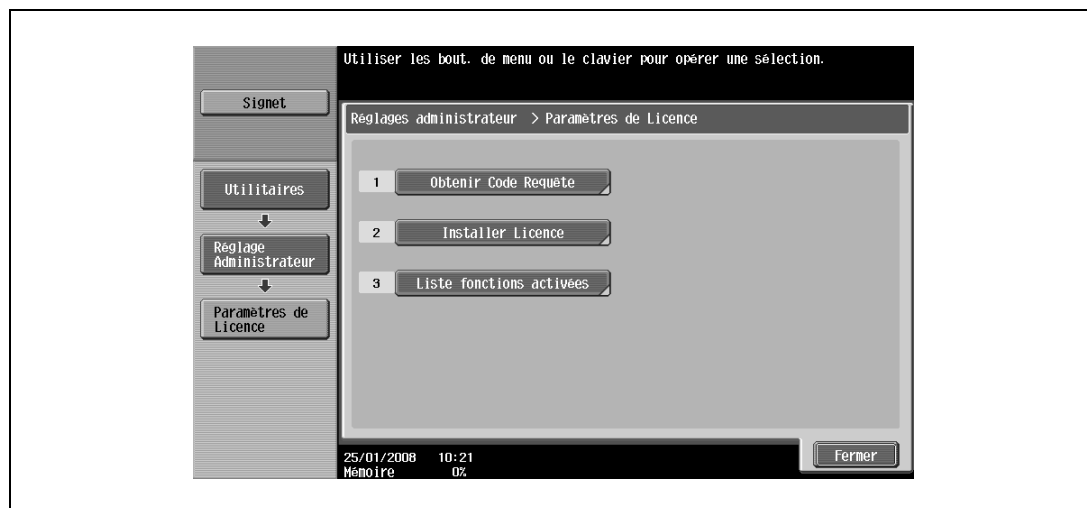 Utiliser les bout. de menu ou le clavier pour opérer une sélection.
Signet
Réglages administrateur > Paramètres de Licence
Utilitaires
1 Obtenir Code Requête
2 Installer Licence
Réglage
Administrateur
3 Liste fonctions activées
Paramètres de
Licence
Fermer
25/01/2008 10:21
Mémoire 0%